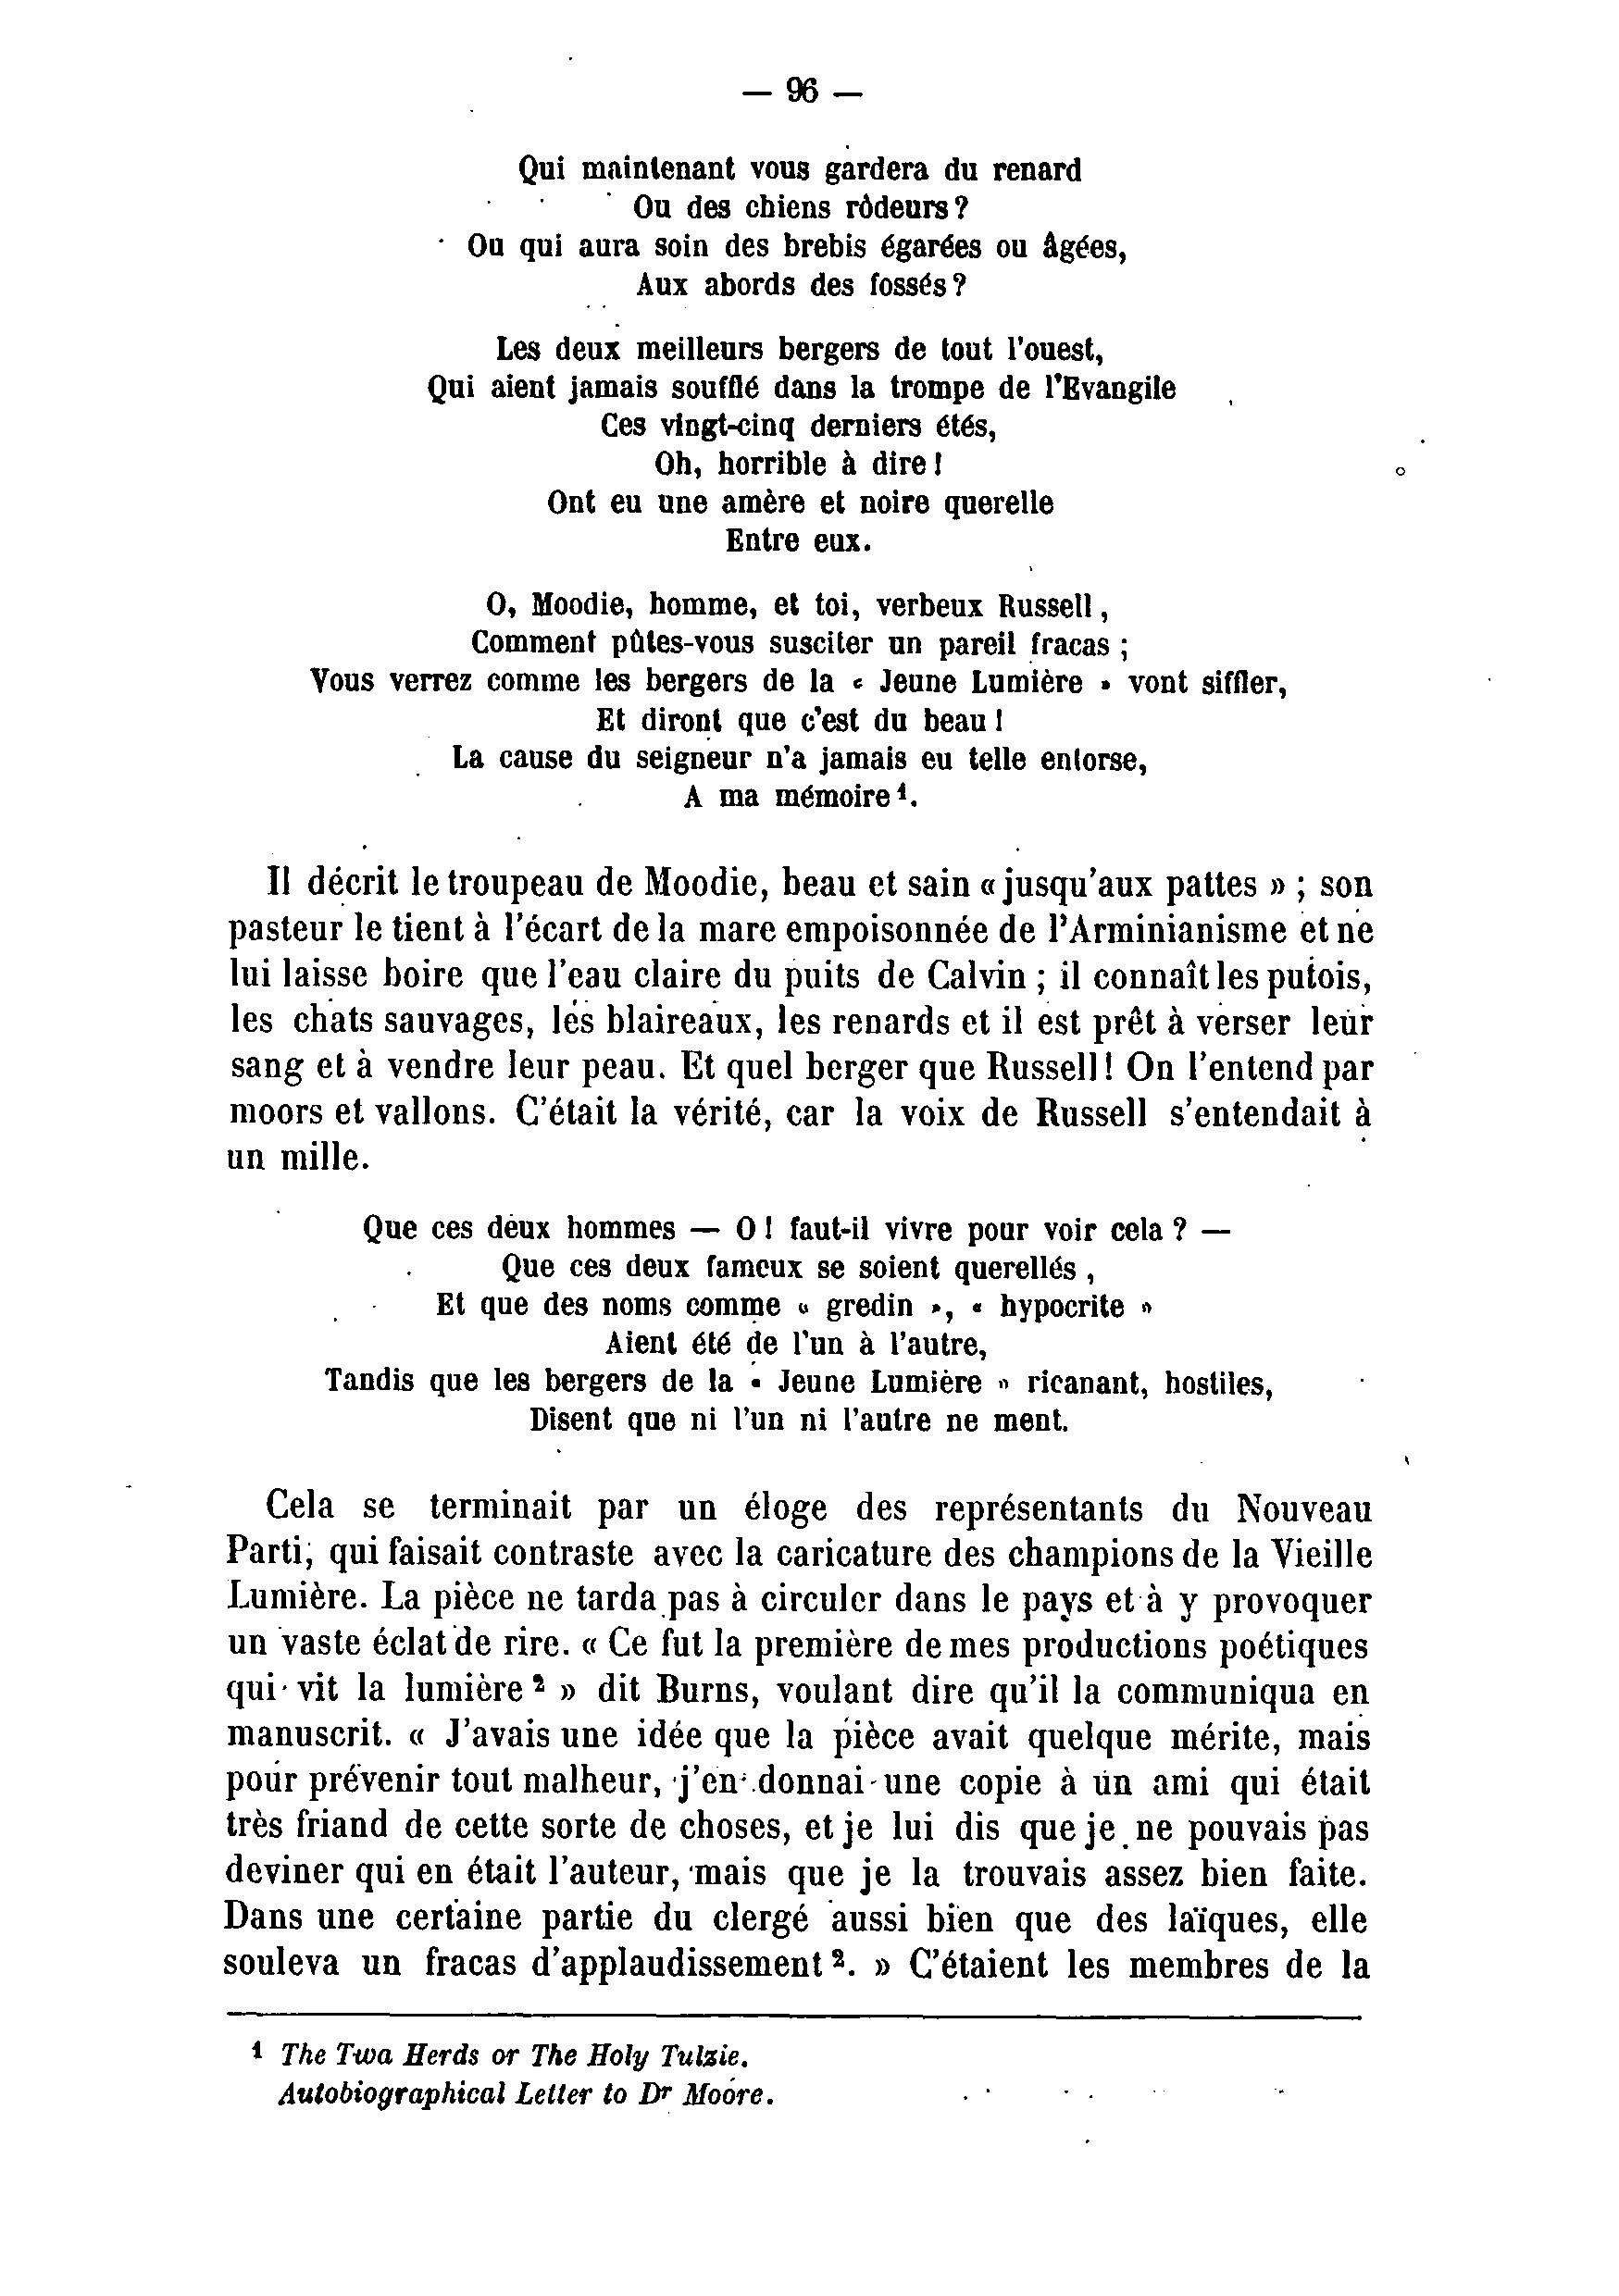 — 96 —
Qui maintenant vous gardera du renard
Ou des chiens rôdeurs ?
Ou qui aura soin des brebis égarées ou âgées,
Aux abords des fossés ?
Les deux meilleurs bergers de tout l'ouest,
Qui aient jamais soufflé dans la trompe de l'Evangile
Ces vingt-cinq derniers étés,
Oh, horrible à dire !
Ont eu une amère et noire querelle
Entre eux.
O, Moodie, homme, et toi, verbeux Russell,
Comment pûtes-vous susciter un pareil fracas ;
Vous verrez comme les bergers de la « Jeune Lumière » vont siffler,
Et diront que c'est du beau !
La cause du seigneur n'a jamais eu telle entorse,
A ma mémoire ¹.
Il décrit le troupeau de Moodie, beau et sain « jusqu'aux pattes » ; son
pasteur le tient à l'écart de la mare empoisonnée de l'Arminianisme et ne
lui laisse boire que l'eau claire du puits de Calvin ; il connaît les putois,
les chats sauvages, les blaireaux, les renards et il est prêt à verser leur
sang et à vendre leur peau. Et quel berger que Russell ! On l'entend par
moors et vallons. C'était la vérité, car la voix de Russell s'entendait à
un mille.
Que ces deux hommes — O ! faut-il vivre pour voir cela ? —
Que ces deux fameux se soient querellés,
Et que des noms comme « gredin », « hypocrite »
Aient été de l'un à l'autre,
Tandis que les bergers de la « Jeune Lumière » ricanant, hostiles,
Disent que ni l'un ni l'autre ne ment.
Cela se terminait par un éloge des représentants du Nouveau
Parti, qui faisait contraste avec la caricature des champions de la Vieille
Lumière. La pièce ne tarda pas à circuler dans le pays et à y provoquer
un vaste éclat de rire. « Ce fut la première de mes productions poétiques
qui vit la lumière ² » dit Burns, voulant dire qu'il la communiqua en
manuscrit. « J'avais une idée que la pièce avait quelque mérite, mais
pour prévenir tout malheur, j'en donnai une copie à un ami qui était
très friand de cette sorte de choses, et je lui dis que je ne pouvais pas
deviner qui en était l'auteur, mais que je la trouvais assez bien faite.
Dans une certaine partie du clergé aussi bien que des laïques, elle
souleva un fracas d'applaudissement ². » C'étaient les membres de la
¹ The Twa Herds or The Holy Tulzie.
Autobiographical Letter to Dr Moore.